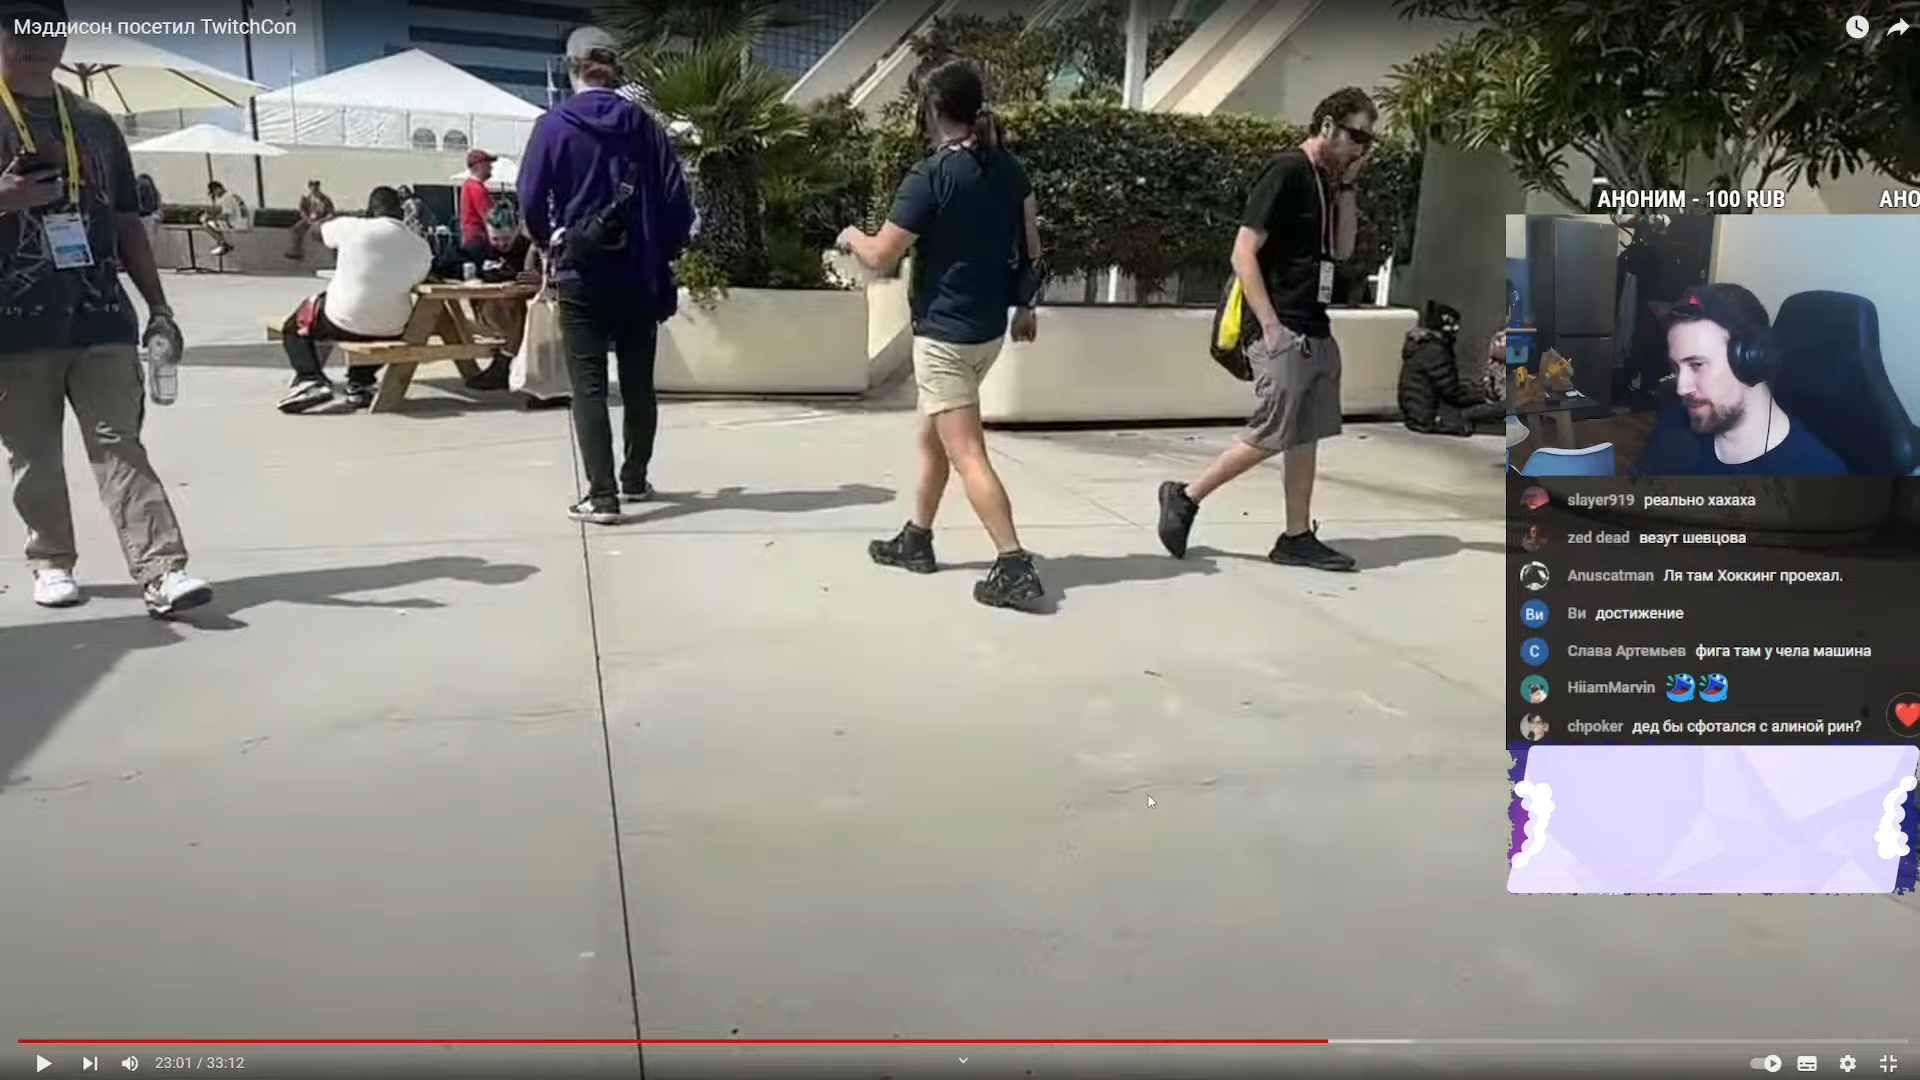 Мэддисон посетил TwitchCon
АНОНИМ - 100 RUB
АНО
slayer919 реально хахаха
zed dead везут шевцова
Anuscatman Ля там Хоккинг проехал.
Ви Ви достижение
С Слава Артемьев фига там у чела машина
HiiamMarvin
chpoker дед бы сфотался с алиной рин?
23:01 / 33:12